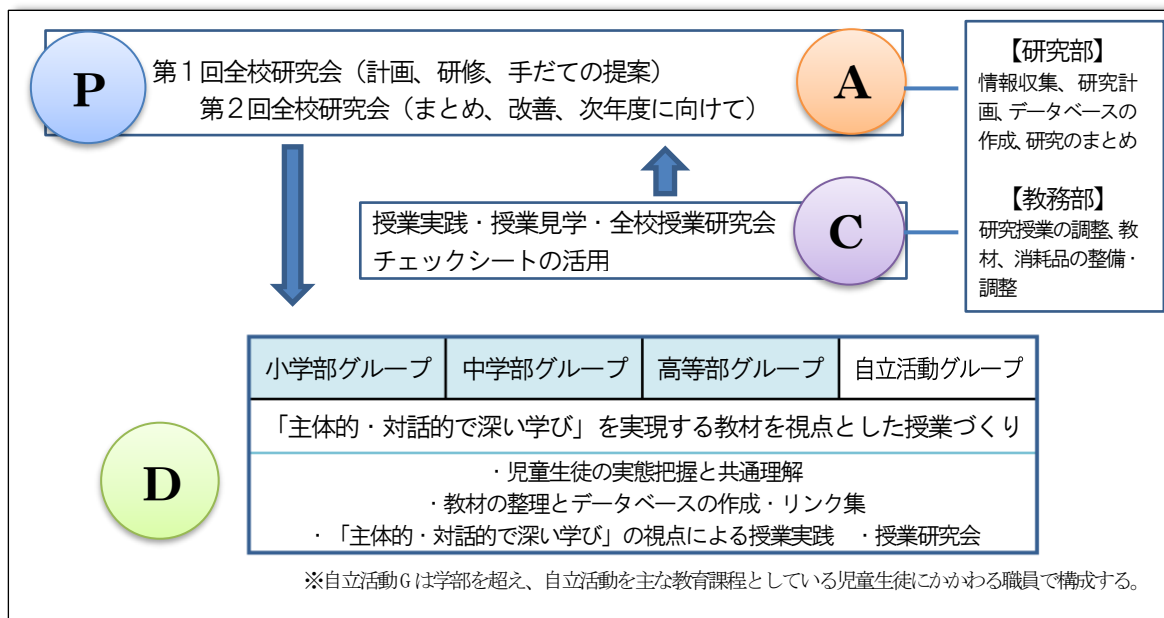 P
第１回全校研究会（計画、研修、手だての提案）
第２回全校研究会（まとめ、改善、次年度に向けて）
A
【研究部】
情報収集、研究計
画、データベースの
作成、研究のまとめ
【教務部】
研究授業の調整、教
材、消耗品の整備・
調整
授業実践・授業見学・全校授業研究会
チェックシートの活用
C
D
小学部グループ
中学部グループ
高等部グループ
自立活動グループ
「主体的・対話的で深い学び」を実現する教材を視点とした授業づくり
・児童生徒の実態把握と共通理解
・教材の整理とデータベースの作成・リンク集
・「主体的・対話的で深い学び」の視点による授業実践　・授業研究会
※自立活動Gは学部を超え、自立活動を主な教育課程としている児童生徒にかかわる職員で構成する。